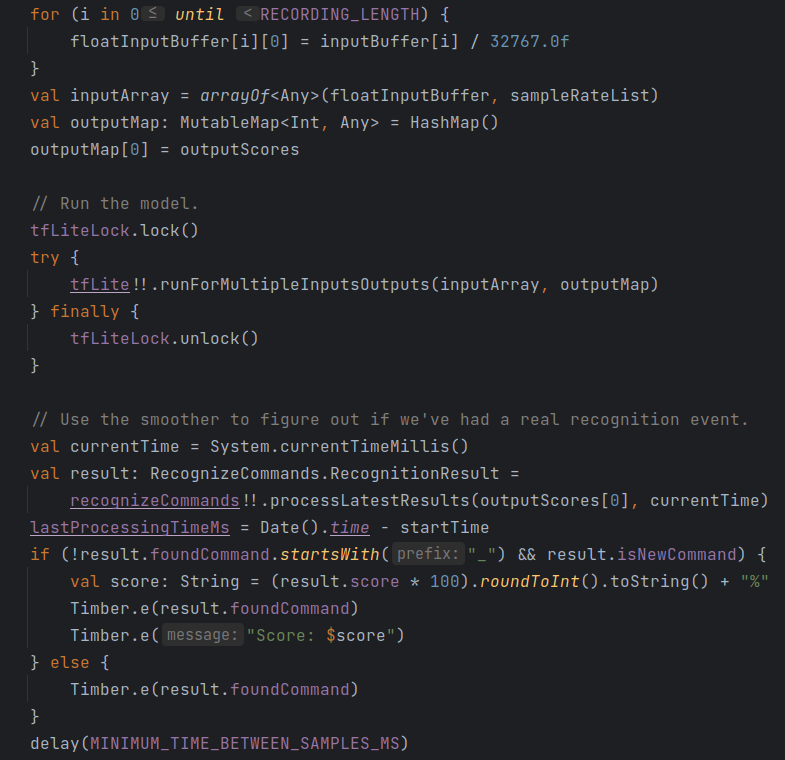 for (i in 0 ≤ until < RECORDING_LENGTH) {
    floatInputBuffer[i][0] = inputBuffer[i] / 32767.0f
}
val inputArray = arrayOf<Any>(floatInputBuffer, sampleRateList)
val outputMap: MutableMap<Int, Any> = HashMap()
outputMap[0] = outputScores

// Run the model.
tfLiteLock.lock()
try {
    tfLite!!.runForMultipleInputsOutputs(inputArray, outputMap)
} finally {
    tfLiteLock.unlock()
}

// Use the smoother to figure out if we've had a real recognition event.
val currentTime = System.currentTimeMillis()
val result: RecognizeCommands.RecognitionResult =
    recognizeCommands!!.processLatestResults(outputScores[0], currentTime)
lastProcessingTimeMs = Date().time - startTime
if (!result.foundCommand.startsWith( prefix: "_") && result.isNewCommand) {
    val score: String = (result.score * 100).roundToInt().toString() + "%"
    Timber.e(result.foundCommand)
    Timber.e( message: "Score: $score")
} else {
    Timber.e(result.foundCommand)
}
delay(MINIMUM_TIME_BETWEEN_SAMPLES_MS)